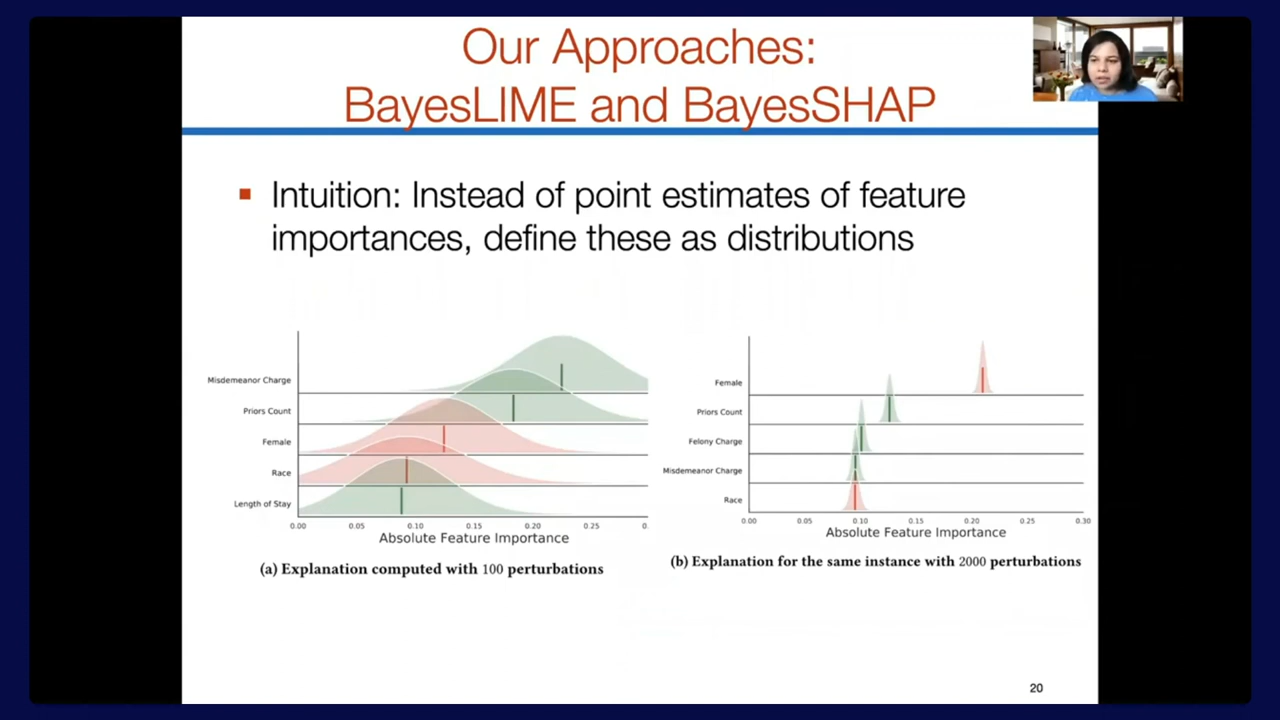 Our Approaches:
BayesLIME and BayesSHAP
Intuition: Instead of point estimates of feature
importances, define these as distributions
Misdemeanor Charge
Priors Count
Female
Race
Length of Stay
0.00 0.05 0.10 0.15 0.20 0.25 0.
Absolute Feature Importance
(a) Explanation computed with 100 perturbations
Female
Priors Count
Felony Charge
Misdemeanor Charge
Race
0.00 0.05 0.10 0.15 0.20 0.25 0.30
Absolute Feature Importance
(b) Explanation for the same instance with 2000 perturbations
20